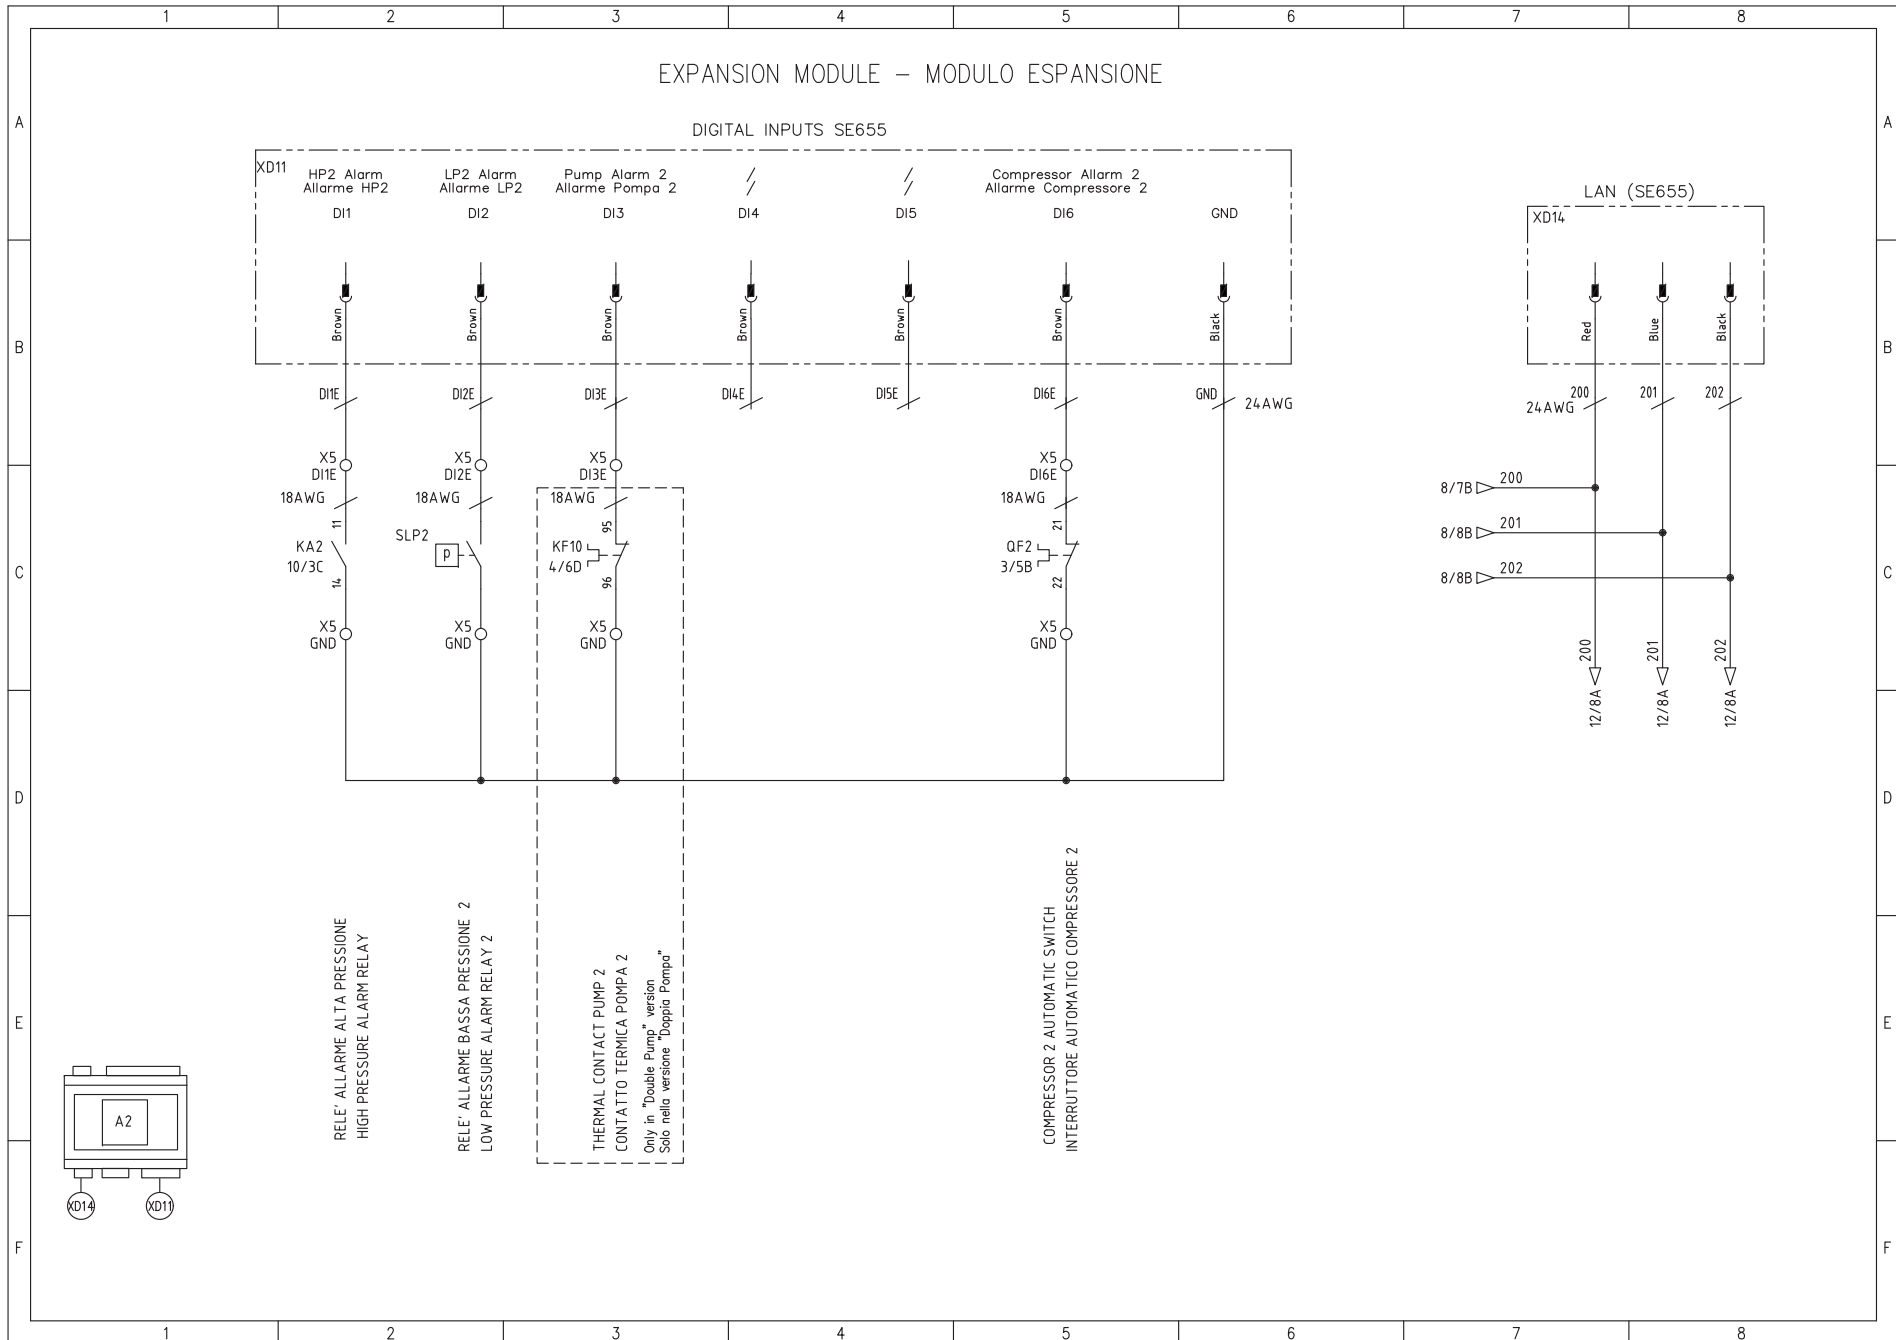 1 2 3 4 5 6 7 8
EXPANSION MODULE – MODULO ESPANSIONE
A A
DIGITAL INPUTS SE655
XD11
HP2 Alarm
Allarme HP2
DI1
LP2 Alarm
Allarme LP2
DI2
Pump Alarm 2
Allarme Pompa 2
DI3
//
DI4
//
DI5
Compressor Allarm 2
Allarme Compressore 2
DI6
GND
LAN (SE655)
XD14
B B
Brown Brown Brown Brown Brown Brown Black
Red Blue Black
DI1E DI2E DI3E DI4E DI5E DI6E GND 24AWG
24AWG 200 201 202
X5
DI1E
X5
DI2E
X5
DI3E
X5
DI6E
18AWG 18AWG 18AWG 18AWG
8/7B 200
8/8B 201
8/8B 202
C C
11
KA2
10/3C
14
SLP2
P
95
KF10
4/6D
96
21
QF2
3/5B
22
X5
GND
X5
GND
X5
GND
X5
GND
200 201 202
12/8A 12/8A 12/8A
D D
RELE' ALLARME ALTA PRESSIONE
HIGH PRESSURE ALARM RELAY
RELE' ALLARME BASSA PRESSIONE 2
LOW PRESSURE ALARM RELAY 2
THERMAL CONTACT PUMP 2
CONTATTO TERMICA POMPA 2
Only in "Double Pump" version
Solo nella versione "Doppia Pompa"
COMPRESSOR 2 AUTOMATIC SWITCH
INTERRUTTORE AUTOMATICO COMPRESSORE 2
E E
A2
XD14 XD11
F F
1 2 3 4 5 6 7 8